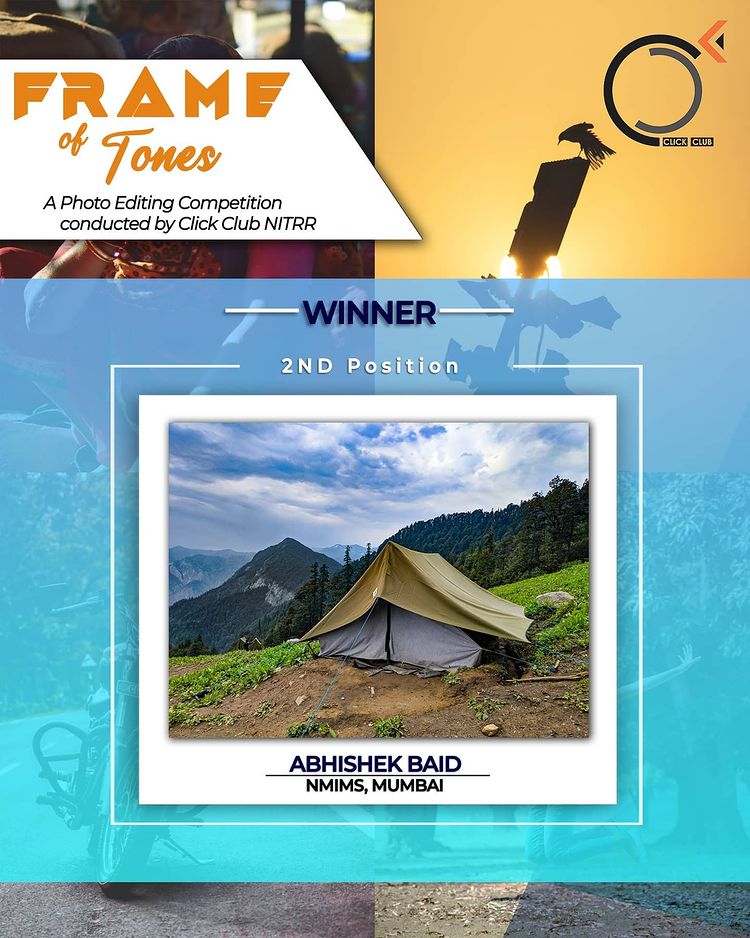 FRAME
of Tones
A Photo Editing Competition
conducted by Click Club NITRR
CLICK CLUB
WINNER
2ND Position
ABHISHEK BAID
NMIMS, MUMBAI